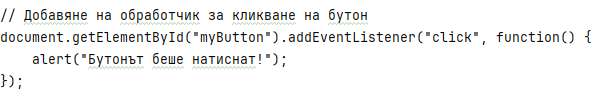 // Добавяне на обработчик за кликване на бутон
document.getElementById("myButton").addEventListener("click", function() {
    alert("Бутонът беше натиснат!");
});